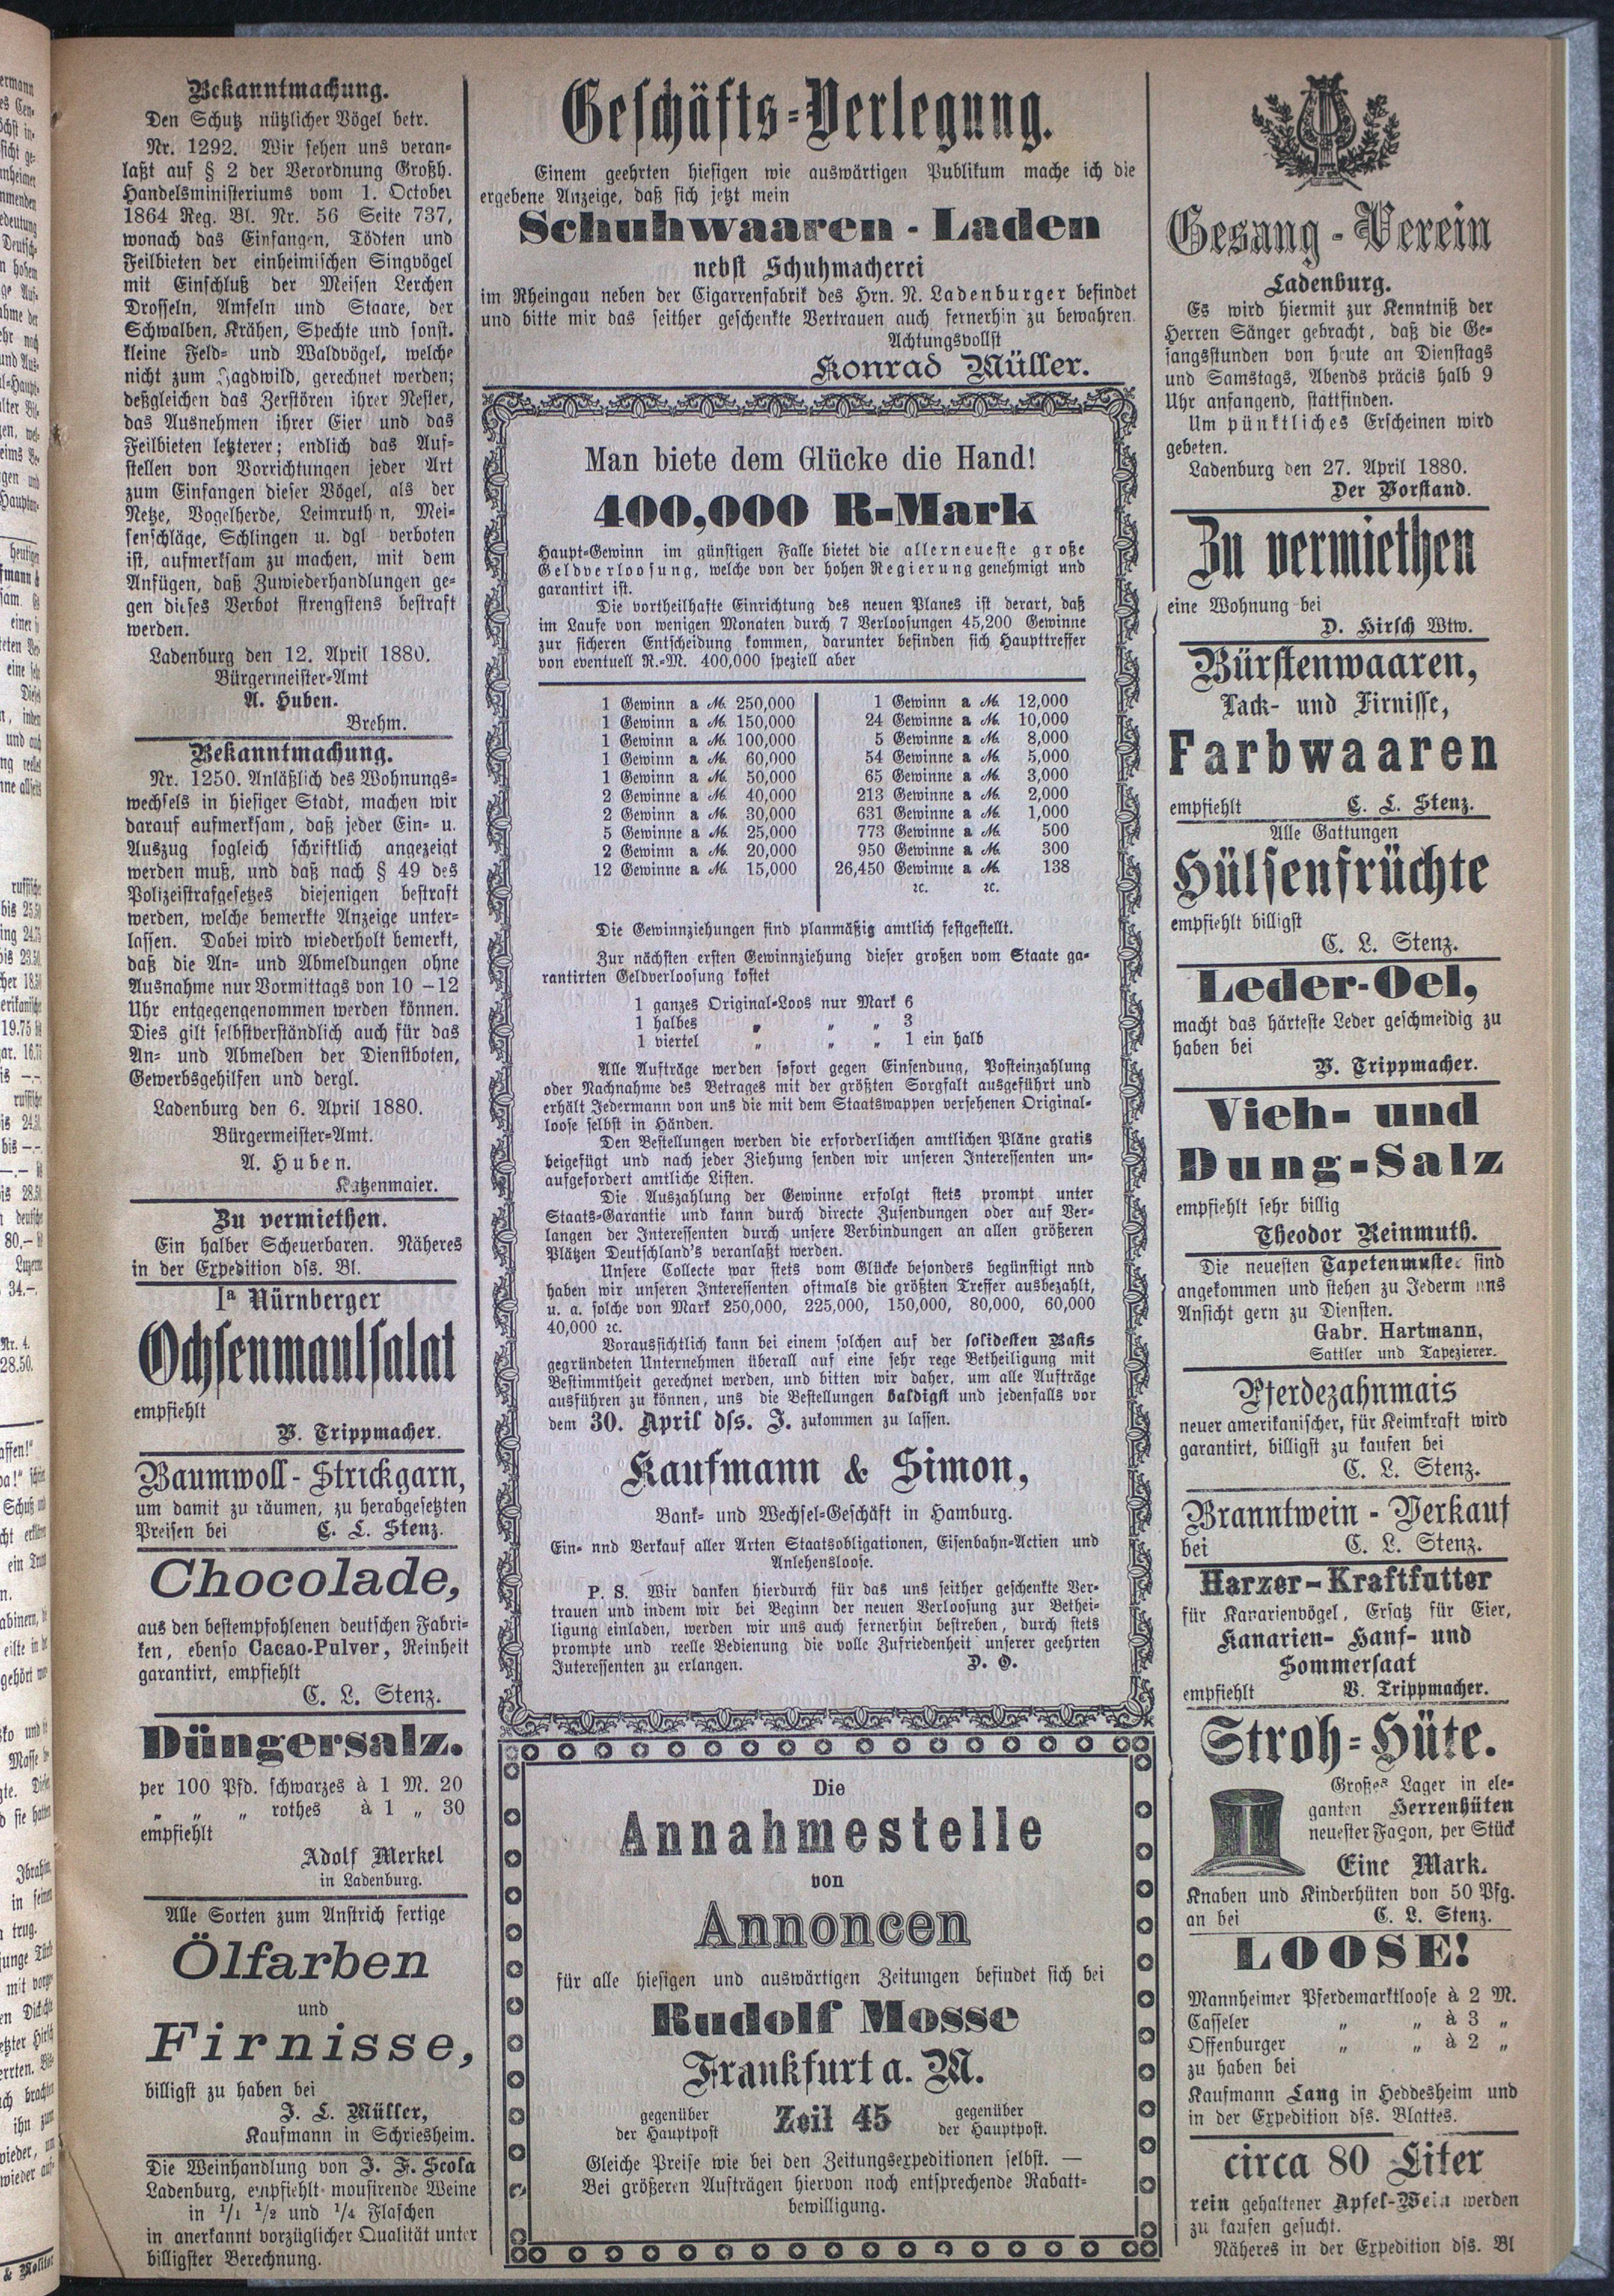 Bekanntmachung.
Den Schutz nützlicher Vögel betr.
Nr. 1292. Wir sehen uns veran-
laßt auf § 2 der Verordnung Großh.
Handelsministeriums vom 1. October
1864 Reg. Bl. Nr. 56 Seite 737,
wonach das Einfangen, Tödten und
Feilbieten der einheimischen Singvögel
mit Einschluß der Meisen Lerchen
Drosseln, Amseln und Staare, der
Schwalben, Krähen, Spechte und sonst.
kleine Feld- und Waldvögel, welche
nicht zum Jagdwild, gerechnet werden;
deßgleichen das Zerstören ihrer Nester,
das Ausnehmen ihrer Eier und das
Feilbieten letzterer; endlich das Auf-
stellen von Vorrichtungen jeder Art
zum Einfangen dieser Vögel, als der
Netze, Vogelherde, Leimruth n, Mei-
senschläge, Schlingen u. dgl verboten
ist, aufmerksam zu machen, mit dem
Anfügen, daß Zuwiederhandlungen ge-
gen dieses Verbot strengstens bestraft
werden.
Ladenburg den 12. April 1880.
Bürgermeister-Amt
A. Huben.
Brehm.
Bekanntmachung.
Nr. 1250. Anläßlich des Wohnungs-
wechsels in hiesiger Stadt, machen wir
darauf aufmerksam, daß jeder Ein- u.
Auszug sogleich schriftlich angezeigt
werden muß, und daß nach § 49 des
Polizeistrafgesetzes diejenigen bestraft
werden, welche bemerkte Anzeige unter-
lassen. Dabei wird wiederholt bemerkt,
daß die An- und Abmeldungen ohne
Ausnahme nur Vormittags von 10 –12
Uhr entgegengenommen werden können.
Dies gilt selbstverständlich auch für das
An- und Abmelden der Dienstboten,
Gewerbsgehilfen und dergl.
Ladenburg den 6. April 1880.
Bürgermeister-Amt.
A. Huben.
Katzenmaier.
Zu vermiethen.
Ein halber Scheuerbaren. Näheres
in der Expedition dss. Bl.
Iª Nürnberger
Ochsenmaulsalat
empfiehlt
V. Trippmacher.
Baumwoll-Strickgarn,
um damit zu räumen, zu herabgesetzten
Preisen bei C. L. Stenz.
Chocolade,
aus den bestempfohlenen deutschen Fabri-
ken, ebenso Cacao-Pulver, Reinheit
garantirt, empfiehlt
C. L. Stenz.
Düngersalz.
per 100 Pfd. schwarzes à 1 M. 20
„ „ „ rothes à 1 „ 30
empfiehlt
Adolf Merkel
in Ladenburg.
Alle Sorten zum Anstrich fertige
Ölfarben
und
Firnisse,
billigst zu haben bei
J. L. Müller,
Kaufmann in Schriesheim.
Die Weinhandlung von J. F. Scola
Ladenburg, empfiehlt mousirende Weine
in 1/1 1/2 und 1/4 Flaschen
in anerkannt vorzüglicher Qualität unter
billigster Berechnung.
Geschäfts-Verlegung.
Einem geehrten hiesigen wie auswärtigen Publikum mache ich die
ergebene Anzeige, daß sich jetzt mein
Schuhwaaren-Laden
nebst Schuhmacherei
im Rheingau neben der Cigarrenfabrik des Hrn. N. Ladenburger befindet
und bitte mir das seither geschenkte Vertrauen auch fernerhin zu bewahren.
Achtungsvollst
Konrad Müller.
Man biete dem Glücke die Hand!
400,000 R-Mark
Haupt-Gewinn im günstigen Falle bietet die allerneueste große
Geldverloosung, welche von der hohen Regierung genehmigt und
garantirt ist.
Die vortheilhafte Einrichtung des neuen Planes ist derart, daß
im Laufe von wenigen Monaten durch 7 Verloosungen 45,200 Gewinne
zur sicheren Entscheidung kommen, darunter befinden sich Haupttreffer
von eventuell R.-M. 400,000 speziell aber
1 Gewinn a M. 250,000
1 Gewinn a M. 150,000
1 Gewinn a M. 100,000
1 Gewinn a M. 60,000
1 Gewinn a M. 50,000
2 Gewinne a M. 40,000
2 Gewinn a M. 30,000
5 Gewinne a M. 25,000
2 Gewinn a M. 20,000
12 Gewinne a M. 15,000
1 Gewinn a M. 12,000
24 Gewinne a M. 10,000
5 Gewinne a M. 8,000
54 Gewinne a M. 5,000
65 Gewinne a M. 3,000
213 Gewinne a M. 2,000
631 Gewinne a M. 1,000
773 Gewinne a M. 500
950 Gewinne a M. 300
26,450 Gewinne a M. 138
ꝛc. ꝛc.
Die Gewinnziehungen sind planmäßig amtlich festgestellt.
Zur nächsten ersten Gewinnziehung dieser großen vom Staate ga-
rantirten Geldverloosung kostet
1 ganzes Original-Loos nur Mark 6
1 halbes „ „ „ 3
1 viertel „ „ „ 1 ein halb
Alle Aufträge werden sofort gegen Einsendung, Posteinzahlung
oder Nachnahme des Betrages mit der größten Sorgfalt ausgeführt und
erhält Jedermann von uns die mit dem Staatswappen versehenen Original-
loose selbst in Händen.
Den Bestellungen werden die erforderlichen amtlichen Pläne gratis
beigefügt und nach jeder Ziehung senden wir unseren Interessenten un-
aufgefordert amtliche Listen.
Die Auszahlung der Gewinne erfolgt stets prompt unter
Staats-Garantie und kann durch directe Zusendungen oder auf Ver-
langen der Interessenten durch unsere Verbindungen an allen größeren
Plätzen Deutschland's veranlaßt werden.
Unsere Collecte war stets vom Glücke besonders begünstigt nnd
haben wir unseren Interessenten oftmals die größten Treffer ausbezahlt,
u. a. solche von Mark 250,000, 225,000, 150,000, 80,000, 60,000
40,000 ꝛc.
Voraussichtlich kann bei einem solchen auf der solidesten Basis
gegründeten Unternehmen überall auf eine sehr rege Betheiligung mit
Bestimmtheit gerechnet werden, und bitten wir daher, um alle Aufträge
ausführen zu können, uns die Bestellungen baldigst und jedenfalls vor
dem 30. April dss. J. zukommen zu lassen.
Kaufmann & Simon,
Bank- und Wechsel-Geschäft in Hamburg.
Ein- nnd Verkauf aller Arten Staatsobligationen, Eisenbahn-Actien und
Anlehensloose.
P. S. Wir danken hierdurch für das uns seither geschenkte Ver-
trauen und indem wir bei Beginn der neuen Verloosung zur Bethei-
ligung einladen, werden wir uns auch fernerhin bestreben, durch stets
prompte und reelle Bedienung die volle Zufriedenheit unserer geehrten
Interessenten zu erlangen. D. O.
Die
Annahmestelle
von
Annoncen
für alle hiesigen und auswärtigen Zeitungen befindet sich bei
Rudolf Mosse
Frankfurt a. M.
gegenüber der Hauptpost Zeil 45 gegenüber der Hauptpost.
Gleiche Preise wie bei den Zeitungsexpeditionen selbst. —
Bei größeren Aufträgen hiervon noch entsprechende Rabatt-
bewilligung.
Gesang-Verein
Ladenburg.
Es wird hiermit zur Kenntniß der
Herren Sänger gebracht, daß die Ge-
sangsstunden von heute an Dienstags
und Samstags, Abends präcis halb 9
Uhr anfangend, stattfinden.
Um pünktliches Erscheinen wird
gebeten.
Ladenburg den 27. April 1880.
Der Vorstand.
Zu vermiethen
eine Wohnung bei
D. Hirsch Wtw.
Bürstenwaaren,
Lack- und Firnisse,
Farbwaaren
empfiehlt C. L. Stenz.
Alle Gattungen
Hülsenfrüchte
empfiehlt billigst
C. L. Stenz.
Leder-Oel,
macht das härteste Leder geschmeidig zu
haben bei
V. Trippmacher.
Vieh- und
Dung-Salz
empfiehlt sehr billig
Theodor Reinmuth.
Die neuesten Tapetenmuster sind
angekommen und stehen zu Jederm nns
Ansicht gern zu Diensten.
Gabr. Hartmann,
Sattler und Tapezierer.
Pferdezahnmais
neuer amerikanischer, für Keimkraft wird
garantirt, billigst zu kaufen bei
C. L. Stenz.
Branntwein-Verkauf
bei C. L. Stenz.
Harzer-Kraftfutter
für Kanarienvögel, Ersatz für Eier,
Kanarien- Hanf- und
Sommersaat
empfiehlt V. Trippmacher.
Stroh-Hüte.
Großes Lager in ele-
ganten Herrenhüten
neuester Façon, per Stück
Eine Mark.
Knaben und Kinderhüten von 50 Pfg.
an bei C. L. Stenz.
LOOSE!
Mannheimer Pferdemarktloose à 2 M.
Casseler „ „ à 3 „
Offenburger „ „ à 2 „
zu haben bei
Kaufmann Lang in Heddesheim und
in der Expedition dss. Blattes.
circa 80 Liter
rein gehaltener Apfel-Wein werden
zu kaufen gesucht.
Näheres in der Expedition dss. Bl